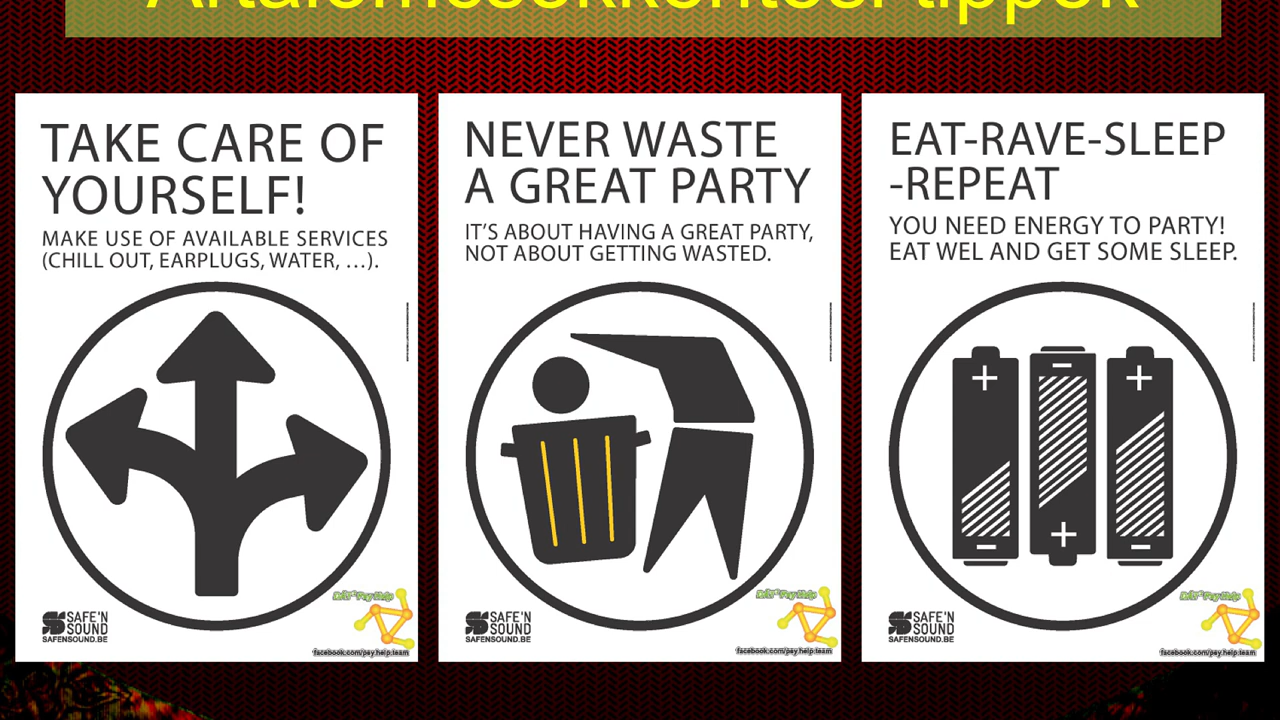 Ártalomcsökkentési tippek
TAKE CARE OF
YOURSELF!
MAKE USE OF AVAILABLE SERVICES
(CHILL OUT, EARPLUGS, WATER, ...).
SAFE'N
SOUND
SAFENSOUND.BE
facebook.com/psy.help.team
NEVER WASTE
A GREAT PARTY
IT'S ABOUT HAVING A GREAT PARTY,
NOT ABOUT GETTING WASTED.
SAFE'N
SOUND
SAFENSOUND.BE
facebook.com/psy.help.team
EAT-RAVE-SLEEP
-REPEAT
YOU NEED ENERGY TO PARTY!
EAT WEL AND GET SOME SLEEP.
SAFE'N
SOUND
SAFENSOUND.BE
facebook.com/psy.help.team